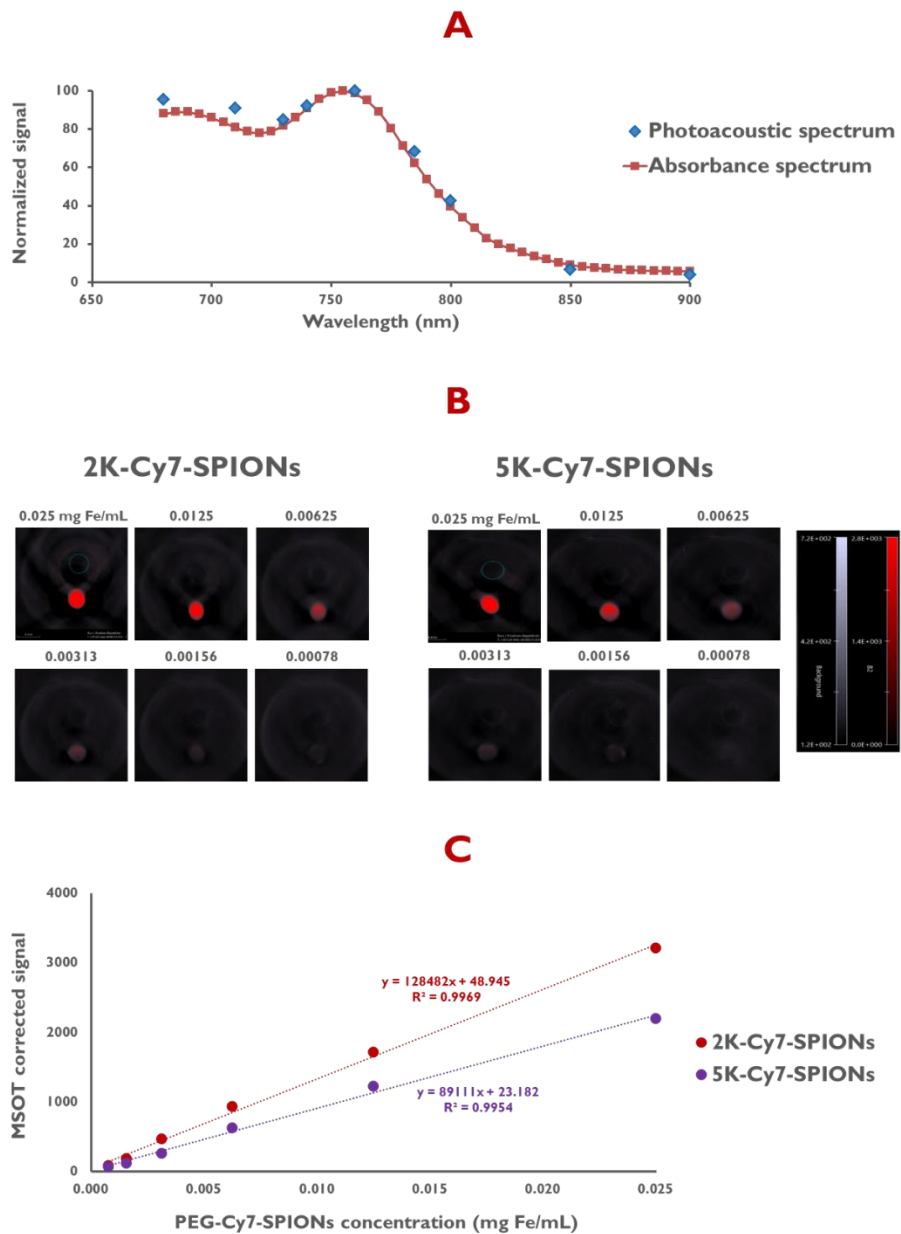 A
Normalized signal
100
80
60
40
20
0
650
700
750
800
850
900
Wavelength (nm)
Photoacoustic spectrum
Absorbance spectrum
B
2K-Cy7-SPIONs
5K-Cy7-SPIONs
0.025 mg Fe/mL
0.0125
0.00625
0.00313
0.00156
0.00078
0.025 mg Fe/mL
0.0125
0.00625
0.00313
0.00156
0.00078
7.2E+002
4.2E+002
1.2E+002
Background
2.8E+003
1.4E+003
0.0E+000
B2
C
MSOT corrected signal
4000
3000
2000
1000
0
y = 128482x + 48.945
R² = 0.9969
y = 89111x + 23.182
R² = 0.9954
2K-Cy7-SPIONs
5K-Cy7-SPIONs
0.000
0.005
0.010
0.015
0.020
0.025
PEG-Cy7-SPIONs concentration (mg Fe/mL)